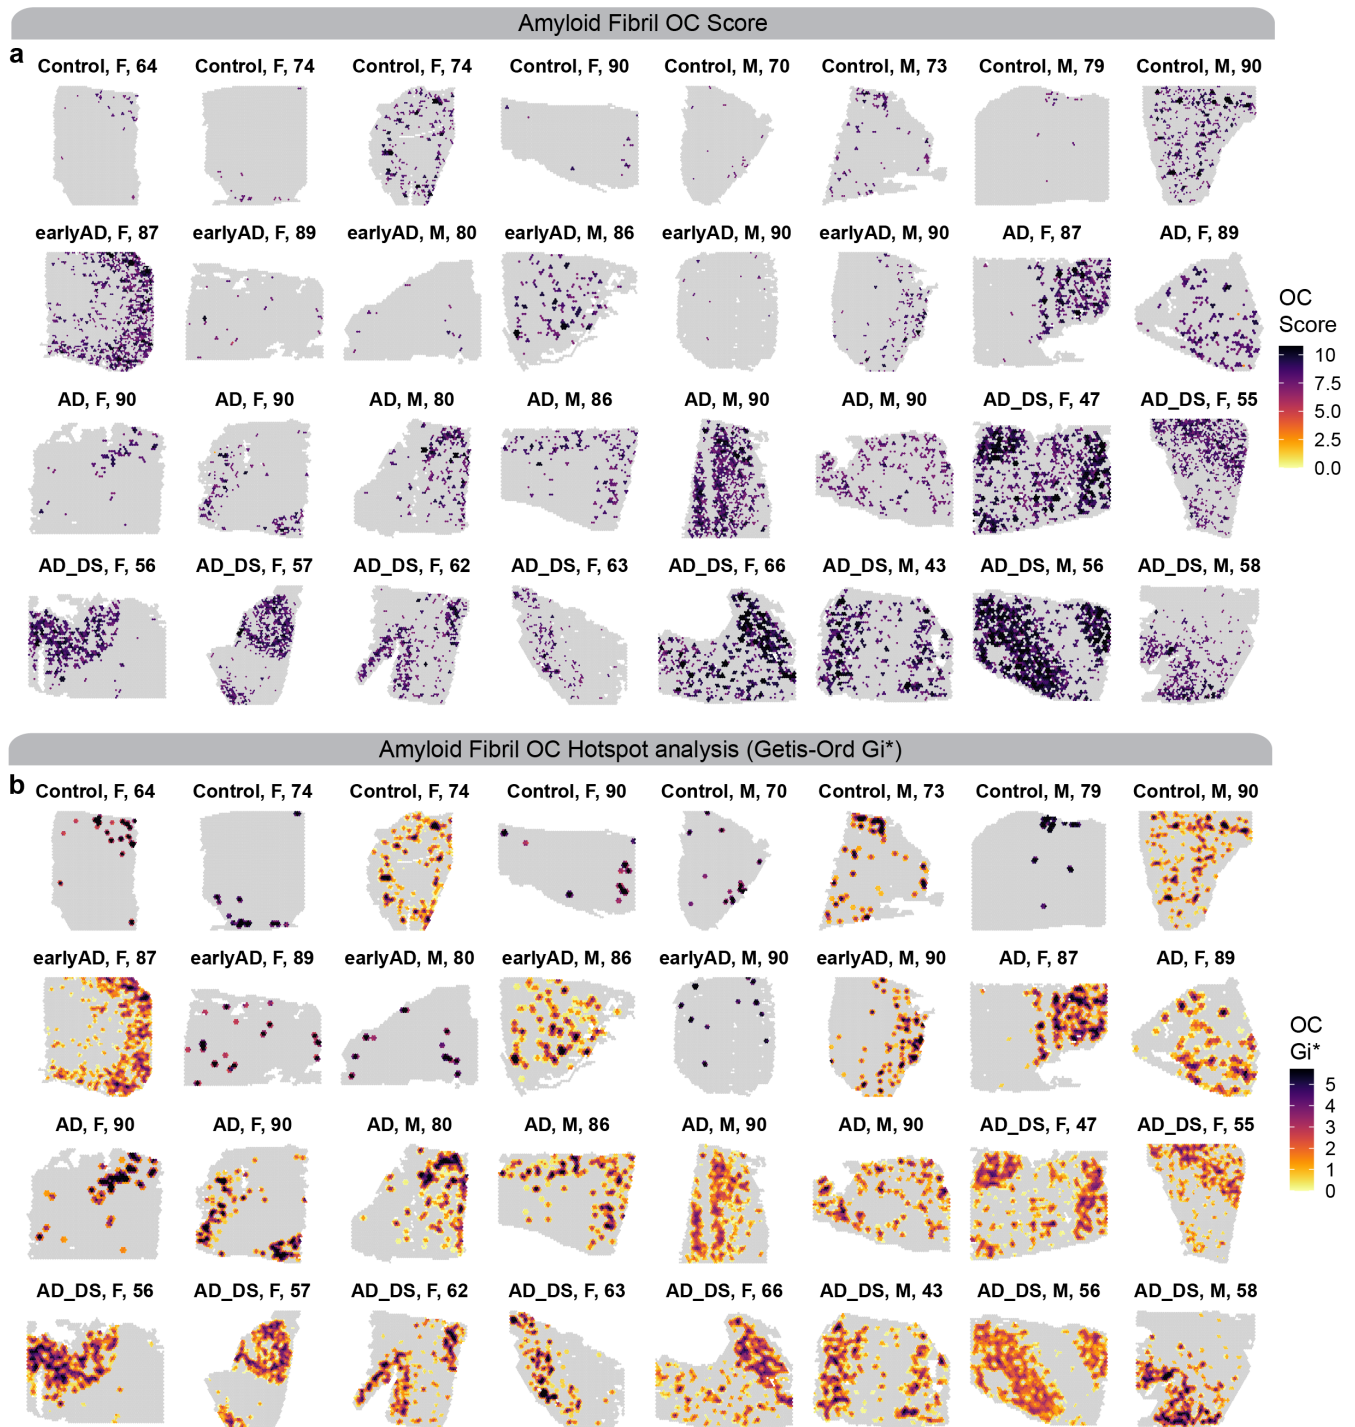 Amyloid Fibril OC Score
a
Control, F, 64 Control, F, 74 Control, F, 74 Control, F, 90 Control, M, 70 Control, M, 73 Control, M, 79 Control, M, 90
earlyAD, F, 87 earlyAD, F, 89 earlyAD, M, 80 earlyAD, M, 86 earlyAD, M, 90 earlyAD, M, 90 AD, F, 87 AD, F, 89
OC
Score
10
7.5
5.0
2.5
0.0
AD, F, 90 AD, F, 90 AD, M, 80 AD, M, 86 AD, M, 90 AD, M, 90 AD_DS, F, 47 AD_DS, F, 55
AD_DS, F, 56 AD_DS, F, 57 AD_DS, F, 62 AD_DS, F, 63 AD_DS, F, 66 AD_DS, M, 43 AD_DS, M, 56 AD_DS, M, 58
Amyloid Fibril OC Hotspot analysis (Getis-Ord Gi*)
b
Control, F, 64 Control, F, 74 Control, F, 74 Control, F, 90 Control, M, 70 Control, M, 73 Control, M, 79 Control, M, 90
earlyAD, F, 87 earlyAD, F, 89 earlyAD, M, 80 earlyAD, M, 86 earlyAD, M, 90 earlyAD, M, 90 AD, F, 87 AD, F, 89
OC
Gi*
5
4
3
2
1
0
AD, F, 90 AD, F, 90 AD, M, 80 AD, M, 86 AD, M, 90 AD, M, 90 AD_DS, F, 47 AD_DS, F, 55
AD_DS, F, 56 AD_DS, F, 57 AD_DS, F, 62 AD_DS, F, 63 AD_DS, F, 66 AD_DS, M, 43 AD_DS, M, 56 AD_DS, M, 58